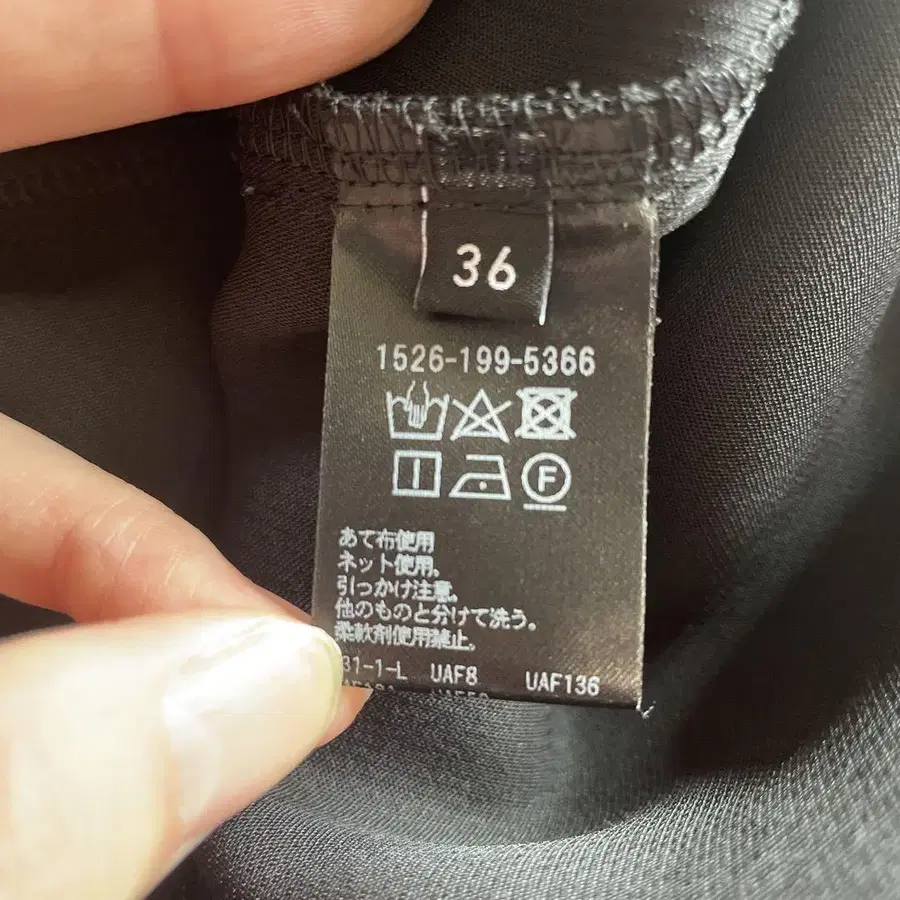 36
1526-199-5366
F
あて布使用
ネット使用。
引っかけ注意。
他のものと分けて洗う。
柔軟剤使用禁止。
31-1-L UAF8 UAF136